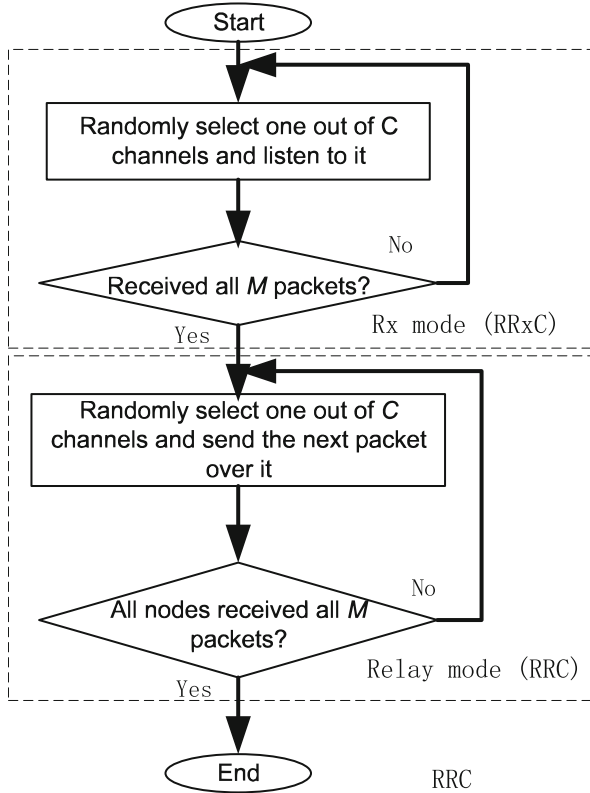 Start
Randomly select one out of C
channels and listen to it
No
Received all M packets?
Rx mode (RRxC)
Yes
Randomly select one out of C
channels and send the next packet
over it
No
All nodes received all M
packets?
Relay mode (RRC)
Yes
End
RRC